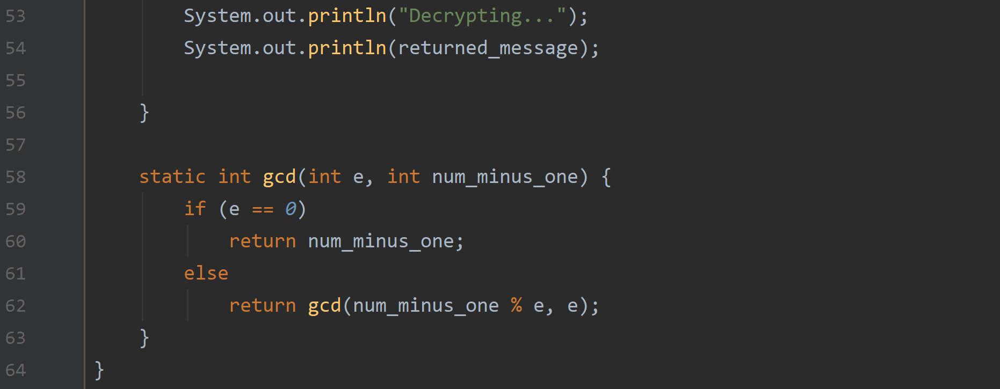 53 System.out.println("Decrypting...");
54 System.out.println(returned_message);
55
56 }
57
58 static int gcd(int e, int num_minus_one) {
59 if (e == 0)
60 return num_minus_one;
61 else
62 return gcd(num_minus_one % e, e);
63 }
64 }